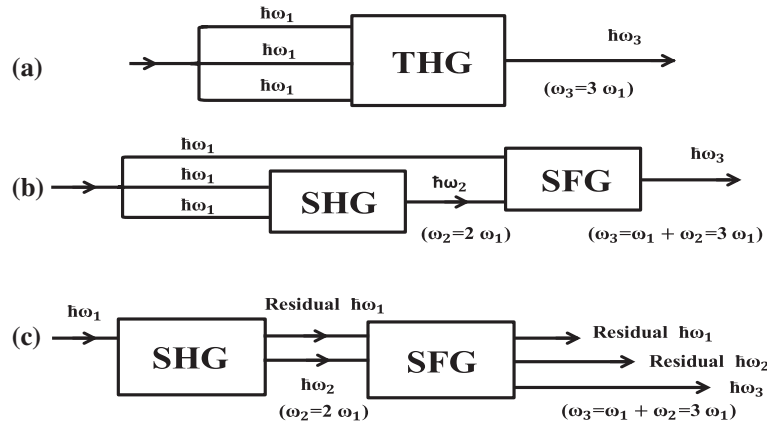 ħω₁
ħω₁
ħω₁
(a)
THG
ħω₃
(ω₃=3 ω₁)
ħω₁
ħω₁
ħω₁
(b)
SHG
ħω₂
(ω₂=2 ω₁)
SFG
ħω₃
(ω₃=ω₁ + ω₂=3 ω₁)
(c)
ħω₁
SHG
Residual ħω₁
ħω₂
(ω₂=2 ω₁)
SFG
Residual ħω₁
Residual ħω₂
ħω₃
(ω₃=ω₁ + ω₂=3 ω₁)